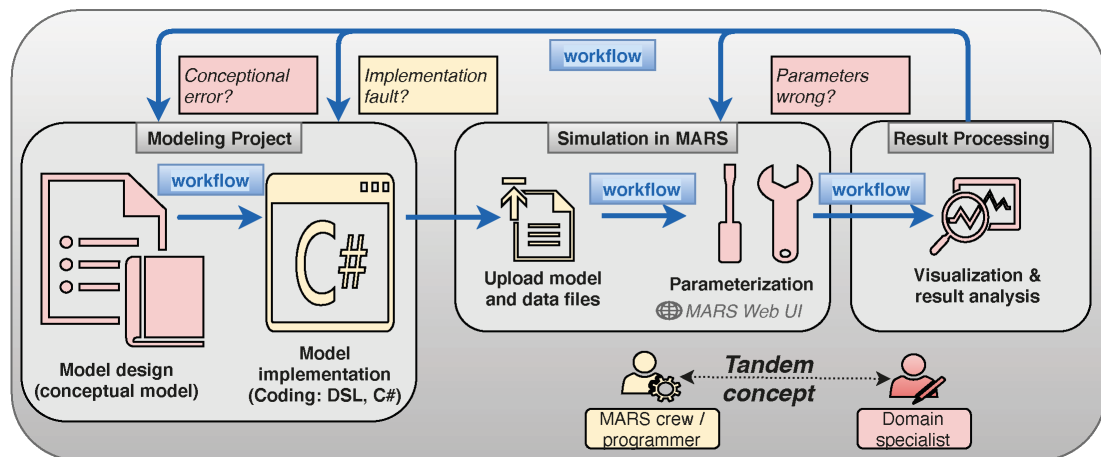 workflow
Conceptional
error?
Implementation
fault?
Parameters
wrong?
Modeling Project
Simulation in MARS
Result Processing
workflow
workflow
workflow
C#
Upload model
and data files
Parameterization
MARS Web UI
Visualization &
result analysis
Model design
(conceptual model)
Model
implementation
(Coding: DSL, C#)
Tandem
concept
MARS crew /
programmer
Domain
specialist